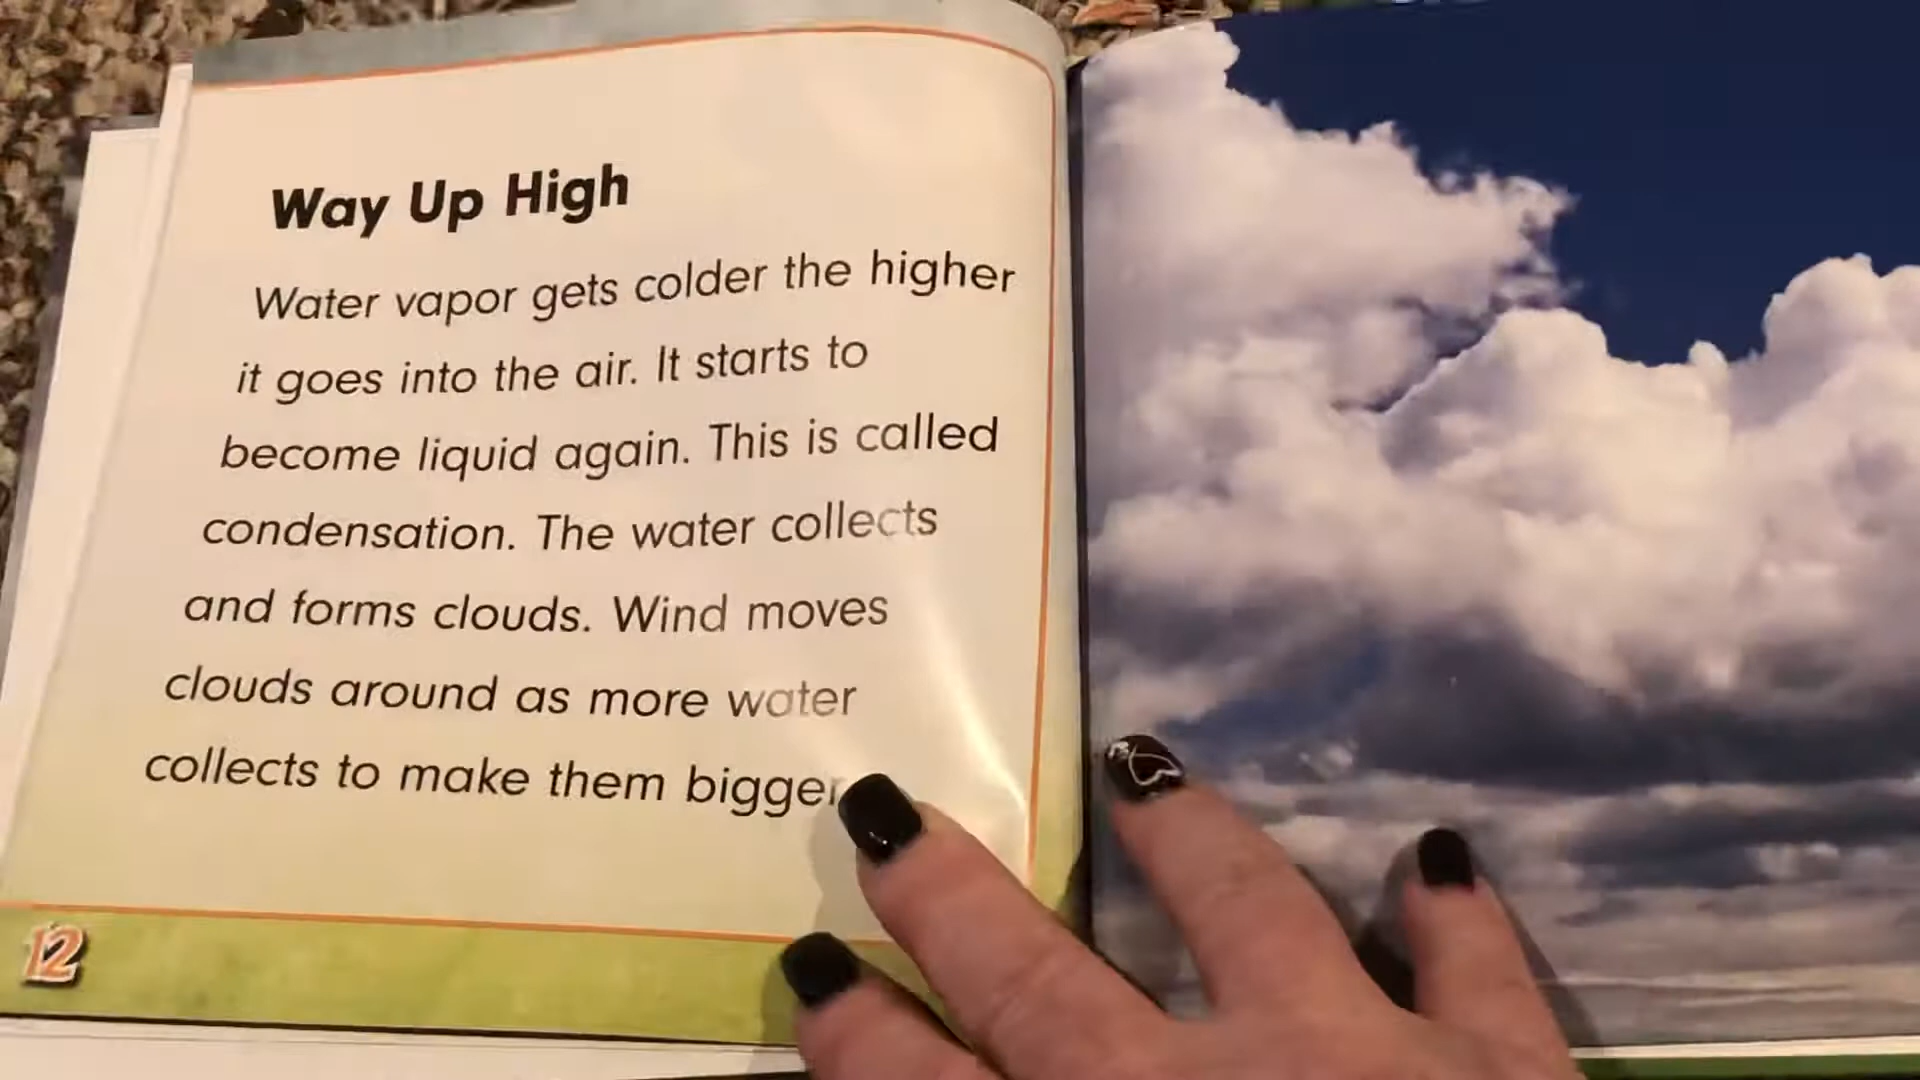 Way Up High
Water vapor gets colder the higher
it goes into the air. It starts to
become liquid again. This is called
condensation. The water collects
and forms clouds. Wind moves
clouds around as more water
collects to make them bigger
12